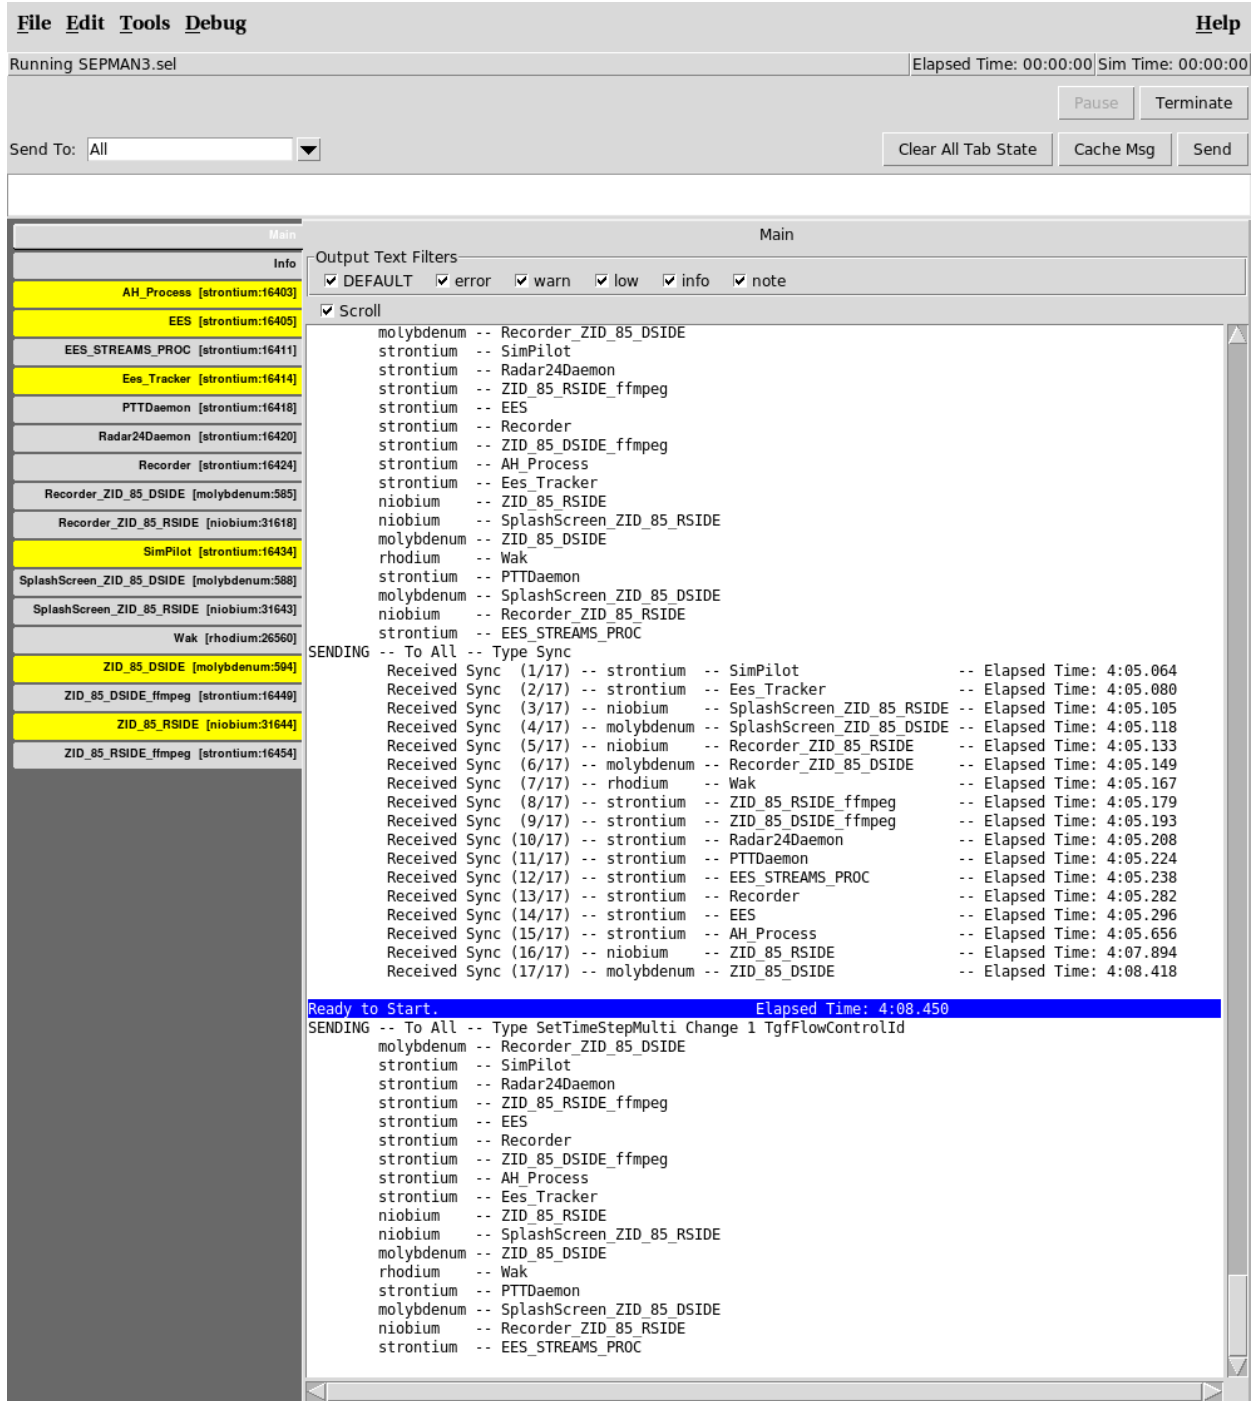 File Edit Tools Debug Help
Running SEPMAN3.sel Elapsed Time: 00:00:00 Sim Time: 00:00:00
Pause Terminate
Send To: All Clear All Tab State Cache Msg Send
Main
Info
AH_Process [strontium:16403]
EES [strontium:16405]
EES_STREAMS_PROC [strontium:16411]
Ees_Tracker [strontium:16414]
PTTDaemon [strontium:16418]
Radar24Daemon [strontium:16420]
Recorder [strontium:16424]
Recorder_ZID_85_DSIDE [molybdenum:585]
Recorder_ZID_85_RSIDE [niobium:31618]
SimPilot [strontium:16434]
SplashScreen_ZID_85_DSIDE [molybdenum:588]
SplashScreen_ZID_85_RSIDE [niobium:31643]
Wak [rhodium:26560]
ZID_85_DSIDE [molybdenum:594]
ZID_85_DSIDE_ffmpeg [strontium:16449]
ZID_85_RSIDE [niobium:31644]
ZID_85_RSIDE_ffmpeg [strontium:16454]
Main
Output Text Filters
DEFAULT error warn low info note
Scroll
molybdenum -- Recorder_ZID_85_DSIDE
strontium -- SimPilot
strontium -- Radar24Daemon
strontium -- ZID_85_RSIDE_ffmpeg
strontium -- EES
strontium -- Recorder
strontium -- ZID_85_DSIDE_ffmpeg
strontium -- AH_Process
strontium -- Ees_Tracker
niobium -- ZID_85_RSIDE
niobium -- SplashScreen_ZID_85_RSIDE
molybdenum -- ZID_85_DSIDE
rhodium -- Wak
strontium -- PTTDaemon
molybdenum -- SplashScreen_ZID_85_DSIDE
niobium -- Recorder_ZID_85_RSIDE
strontium -- EES_STREAMS_PROC
SENDING -- To All -- Type Sync
Received Sync (1/17) -- strontium -- SimPilot -- Elapsed Time: 4:05.064
Received Sync (2/17) -- strontium -- Ees_Tracker -- Elapsed Time: 4:05.080
Received Sync (3/17) -- niobium -- SplashScreen_ZID_85_RSIDE -- Elapsed Time: 4:05.105
Received Sync (4/17) -- molybdenum -- SplashScreen_ZID_85_DSIDE -- Elapsed Time: 4:05.118
Received Sync (5/17) -- niobium -- Recorder_ZID_85_RSIDE -- Elapsed Time: 4:05.133
Received Sync (6/17) -- molybdenum -- Recorder_ZID_85_DSIDE -- Elapsed Time: 4:05.149
Received Sync (7/17) -- rhodium -- Wak -- Elapsed Time: 4:05.167
Received Sync (8/17) -- strontium -- ZID_85_RSIDE_ffmpeg -- Elapsed Time: 4:05.179
Received Sync (9/17) -- strontium -- ZID_85_DSIDE_ffmpeg -- Elapsed Time: 4:05.193
Received Sync (10/17) -- strontium -- Radar24Daemon -- Elapsed Time: 4:05.208
Received Sync (11/17) -- strontium -- PTTDaemon -- Elapsed Time: 4:05.224
Received Sync (12/17) -- strontium -- EES_STREAMS_PROC -- Elapsed Time: 4:05.238
Received Sync (13/17) -- strontium -- Recorder -- Elapsed Time: 4:05.282
Received Sync (14/17) -- strontium -- EES -- Elapsed Time: 4:05.296
Received Sync (15/17) -- strontium -- AH_Process -- Elapsed Time: 4:05.656
Received Sync (16/17) -- niobium -- ZID_85_RSIDE -- Elapsed Time: 4:07.894
Received Sync (17/17) -- molybdenum -- ZID_85_DSIDE -- Elapsed Time: 4:08.418
Ready to Start. Elapsed Time: 4:08.450
SENDING -- To All -- Type SetTimeStepMulti Change 1 TgfFlowControlId
molybdenum -- Recorder_ZID_85_DSIDE
strontium -- SimPilot
strontium -- Radar24Daemon
strontium -- ZID_85_RSIDE_ffmpeg
strontium -- EES
strontium -- Recorder
strontium -- ZID_85_DSIDE_ffmpeg
strontium -- AH_Process
strontium -- Ees_Tracker
niobium -- ZID_85_RSIDE
niobium -- SplashScreen_ZID_85_RSIDE
molybdenum -- ZID_85_DSIDE
rhodium -- Wak
strontium -- PTTDaemon
molybdenum -- SplashScreen_ZID_85_DSIDE
niobium -- Recorder_ZID_85_RSIDE
strontium -- EES_STREAMS_PROC